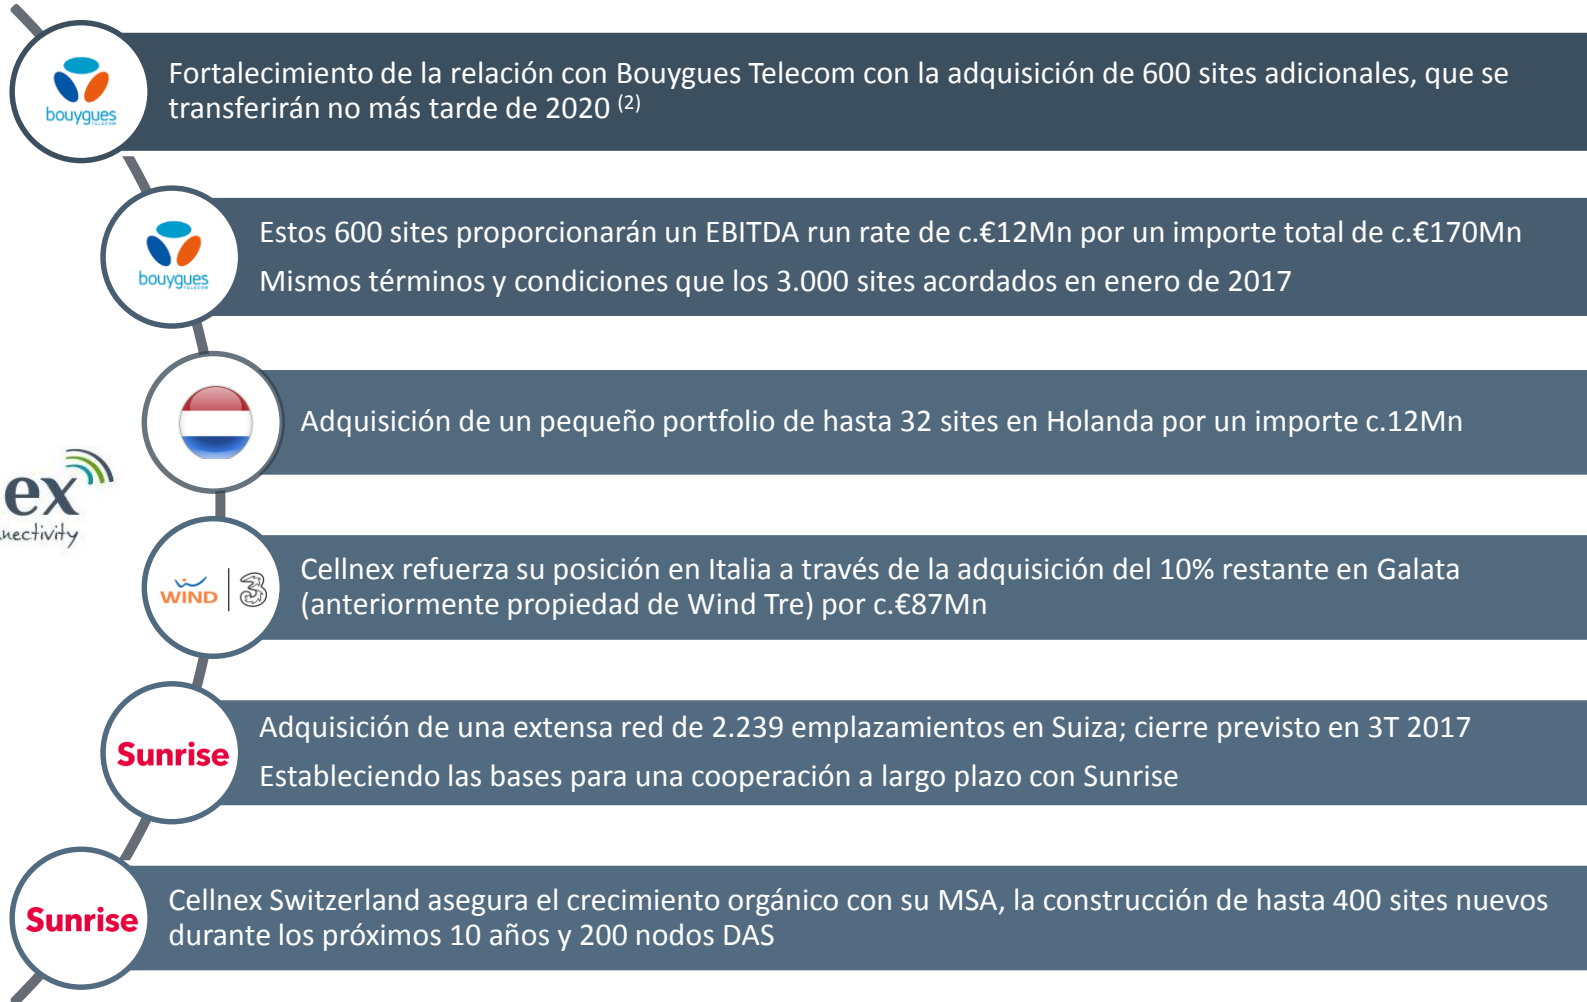 bouygues
TELECOM
Fortalecimiento de la relación con Bouygues Telecom con la adquisición de 600 sites adicionales, que se
transferirán no más tarde de 2020 (2)
bouygues
TELECOM
Estos 600 sites proporcionarán un EBITDA run rate de c.€12Mn por un importe total de c.€170Mn
Mismos términos y condiciones que los 3.000 sites acordados en enero de 2017
Adquisición de un pequeño portfolio de hasta 32 sites en Holanda por un importe c.12Mn
ex
nnectivity
WIND 3
Cellnex refuerza su posición en Italia a través de la adquisición del 10% restante en Galata
(anteriormente propiedad de Wind Tre) por c.€87Mn
Sunrise
Adquisición de una extensa red de 2.239 emplazamientos en Suiza; cierre previsto en 3T 2017
Estableciendo las bases para una cooperación a largo plazo con Sunrise
Sunrise
Cellnex Switzerland asegura el crecimiento orgánico con su MSA, la construcción de hasta 400 sites nuevos
durante los próximos 10 años y 200 nodos DAS